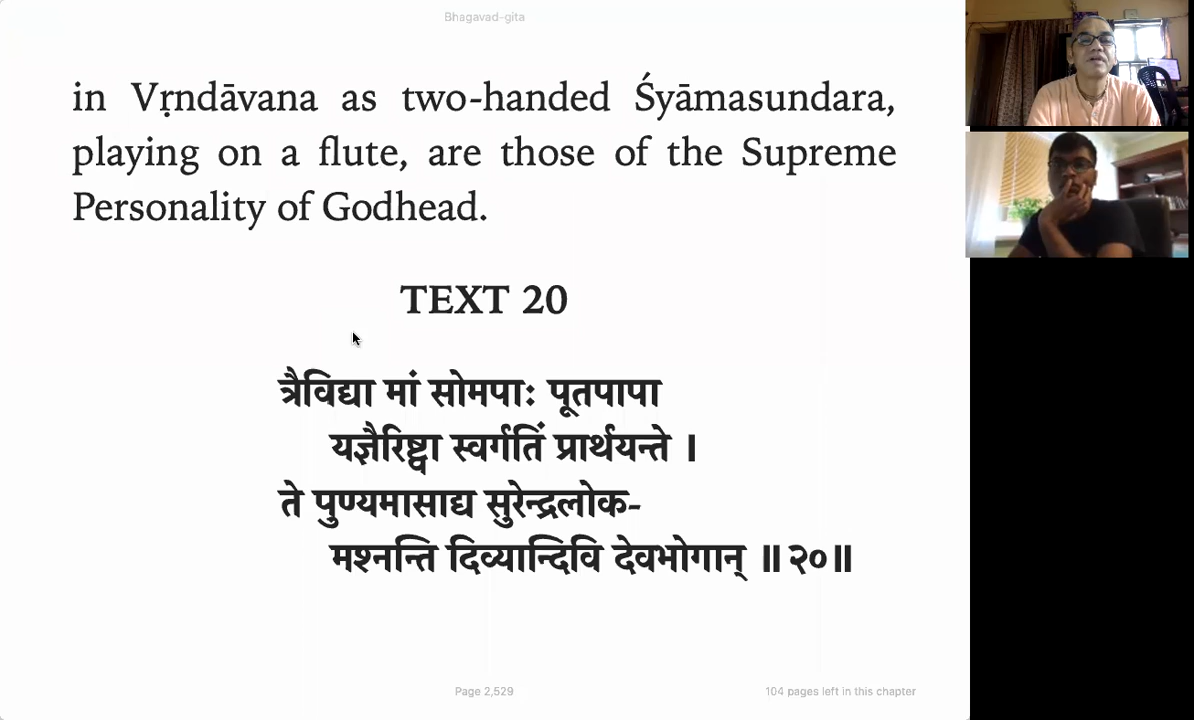 Bhagavad-gita
in Vṛndāvana as two-handed Śyāmasundara,
playing on a flute, are those of the Supreme
Personality of Godhead.
TEXT 20
त्रैविद्या मां सोमपाः पूतपापा
यज्ञैरिष्ट्वा स्वर्गतिं प्रार्थयन्ते ।
ते पुण्यमासाद्य सुरेन्द्रलोक-
मश्नन्ति दिव्यान्दिवि देवभोगान् ॥२०॥
Page 2,529
104 pages left in this chapter